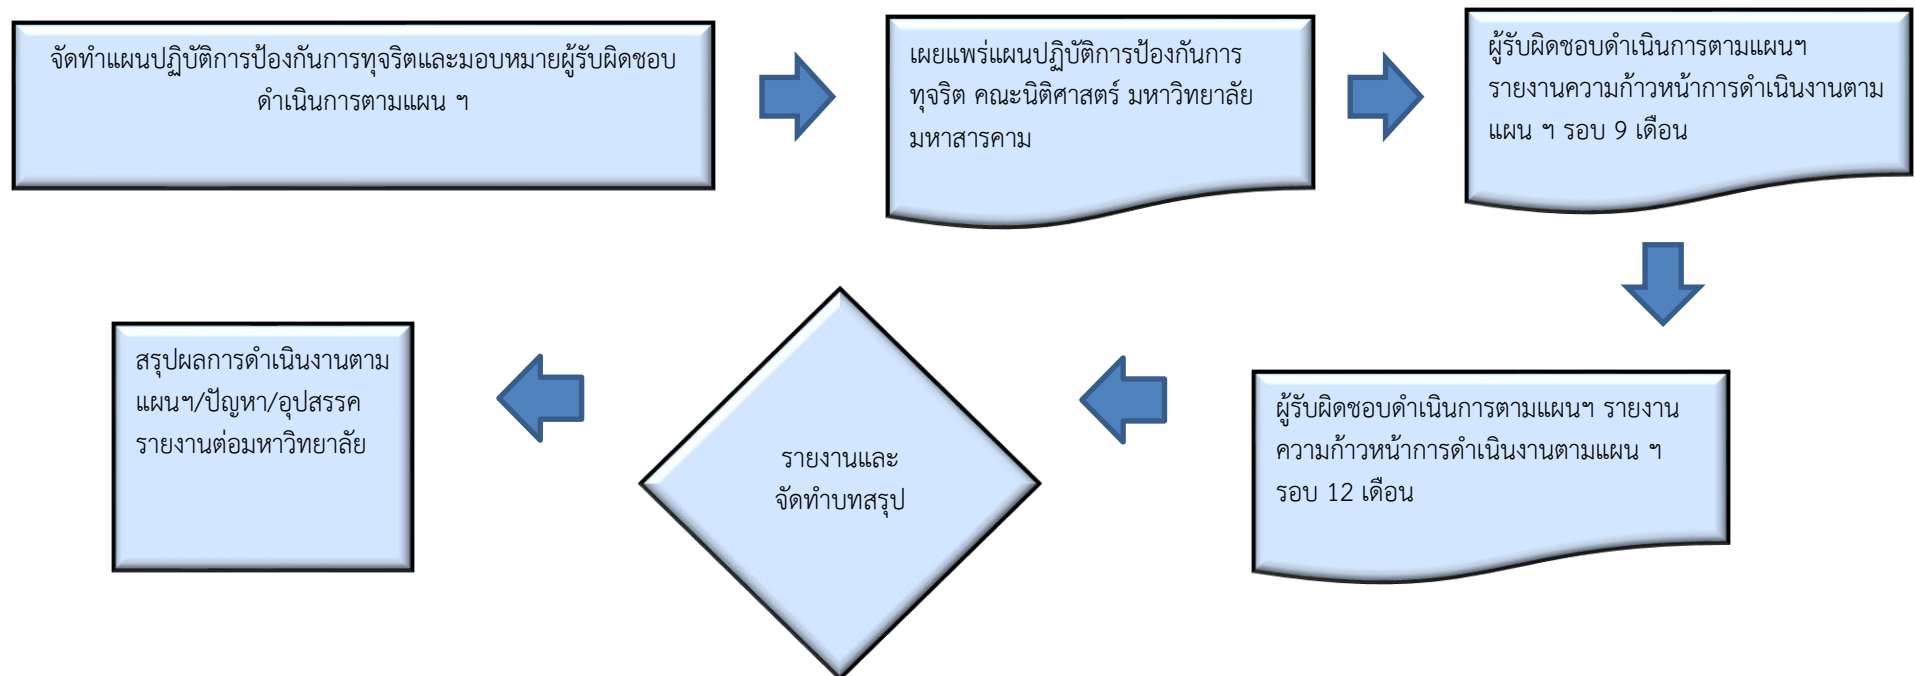 จัดทำแผนปฏิบัติการป้องกันการทุจริตและมอบหมายผู้รับผิดชอบ
ดำเนินการตามแผน ฯ
เผยแพร่แผนปฏิบัติการป้องกันการ
ทุจริต คณะนิติศาสตร์ มหาวิทยาลัย
มหาสารคาม
ผู้รับผิดชอบดำเนินการตามแผนฯ
รายงานความก้าวหน้าการดำเนินงานตาม
แผน ฯ รอบ 9 เดือน
ผู้รับผิดชอบดำเนินการตามแผนฯ รายงาน
ความก้าวหน้าการดำเนินงานตามแผน ฯ
รอบ 12 เดือน
รายงานและ
จัดทำบทสรุป
สรุปผลการดำเนินงานตาม
แผนฯ/ปัญหา/อุปสรรค
รายงานต่อมหาวิทยาลัย